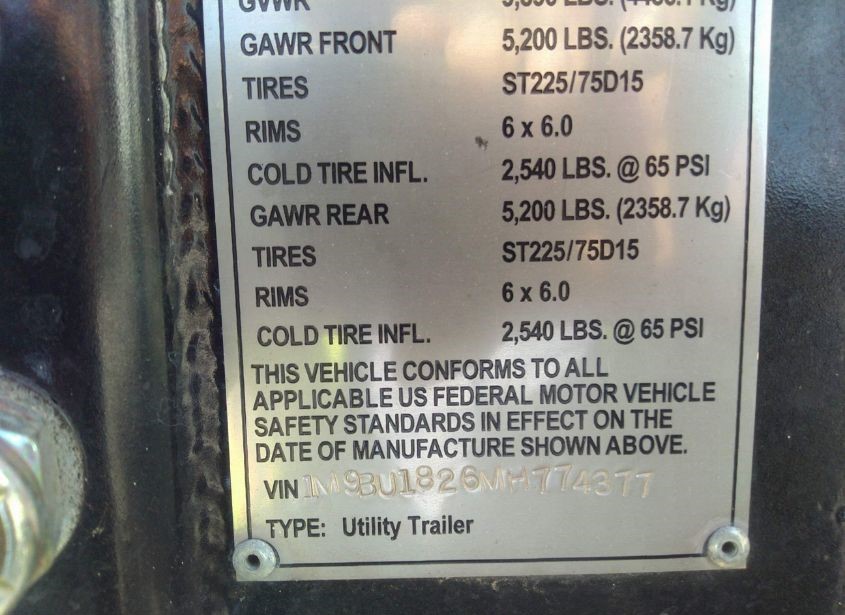 GVWR
GAWR FRONT 5,200 LBS. (2358.7 Kg)
TIRES ST225/75D15
RIMS 6 x 6.0
COLD TIRE INFL. 2,540 LBS. @ 65 PSI
GAWR REAR 5,200 LBS. (2358.7 Kg)
TIRES ST225/75D15
RIMS 6 x 6.0
COLD TIRE INFL. 2,540 LBS. @ 65 PSI
THIS VEHICLE CONFORMS TO ALL
APPLICABLE US FEDERAL MOTOR VEHICLE
SAFETY STANDARDS IN EFFECT ON THE
DATE OF MANUFACTURE SHOWN ABOVE.
VIN 1M9BU1826MH774377
TYPE: Utility Trailer